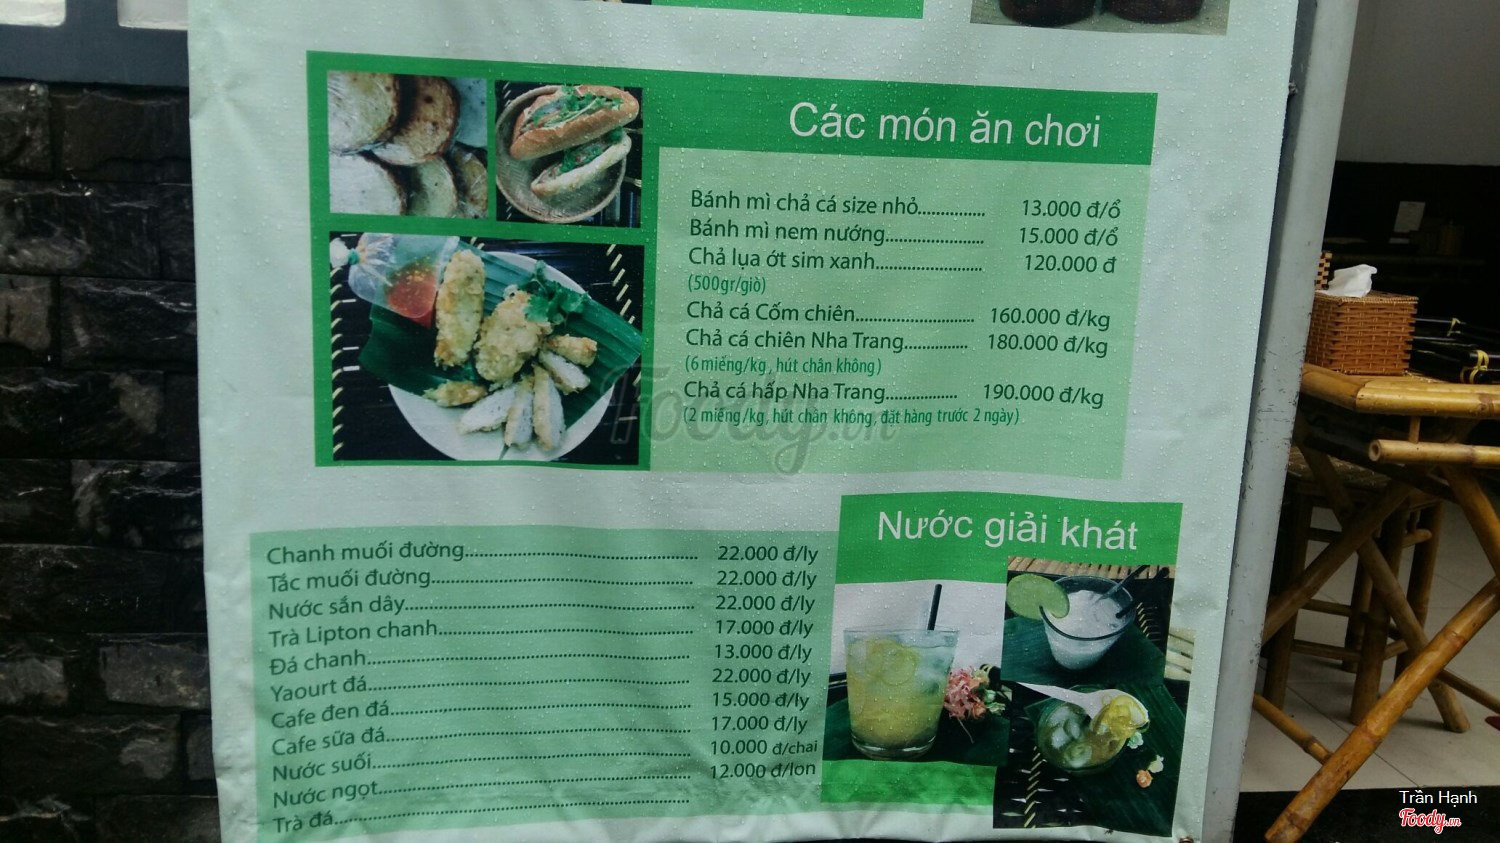 Các món ăn chơi
Bánh mì chả cá size nhỏ............... 13.000 đ/ổ
Bánh mì nem nướng...................... 15.000 đ/ổ
Chả lụa ớt sim xanh........................ 120.000 đ
(500gr/giò)
Chả cá Cốm chiên.......................... 160.000 đ/kg
Chả cá chiên Nha Trang.............. 180.000 đ/kg
(6 miếng/kg, hút chân không)
Chả cá hấp Nha Trang................ 190.000 đ/kg
(2 miếng/kg, hút chân không, đặt hàng trước 2 ngày)
Foody.vn
Nước giải khát
Chanh muối đường.................................................. 22.000 đ/ly
Tắc muối đường........................................................ 22.000 đ/ly
Nước sắn dây............................................................. 22.000 đ/ly
Trà Lipton chanh...................................................... 17.000 đ/ly
Đá chanh..................................................................... 13.000 đ/ly
Yaourt đá..................................................................... 22.000 đ/ly
Cafe đen đá................................................................ 15.000 đ/ly
Cafe sữa đá................................................................. 17.000 đ/ly
Nước suối.................................................................... 10.000 đ/chai
Nước ngọt................................................................... 12.000 đ/lon
Trà đá............................................................................
Trần Hạnh
Foody.vn